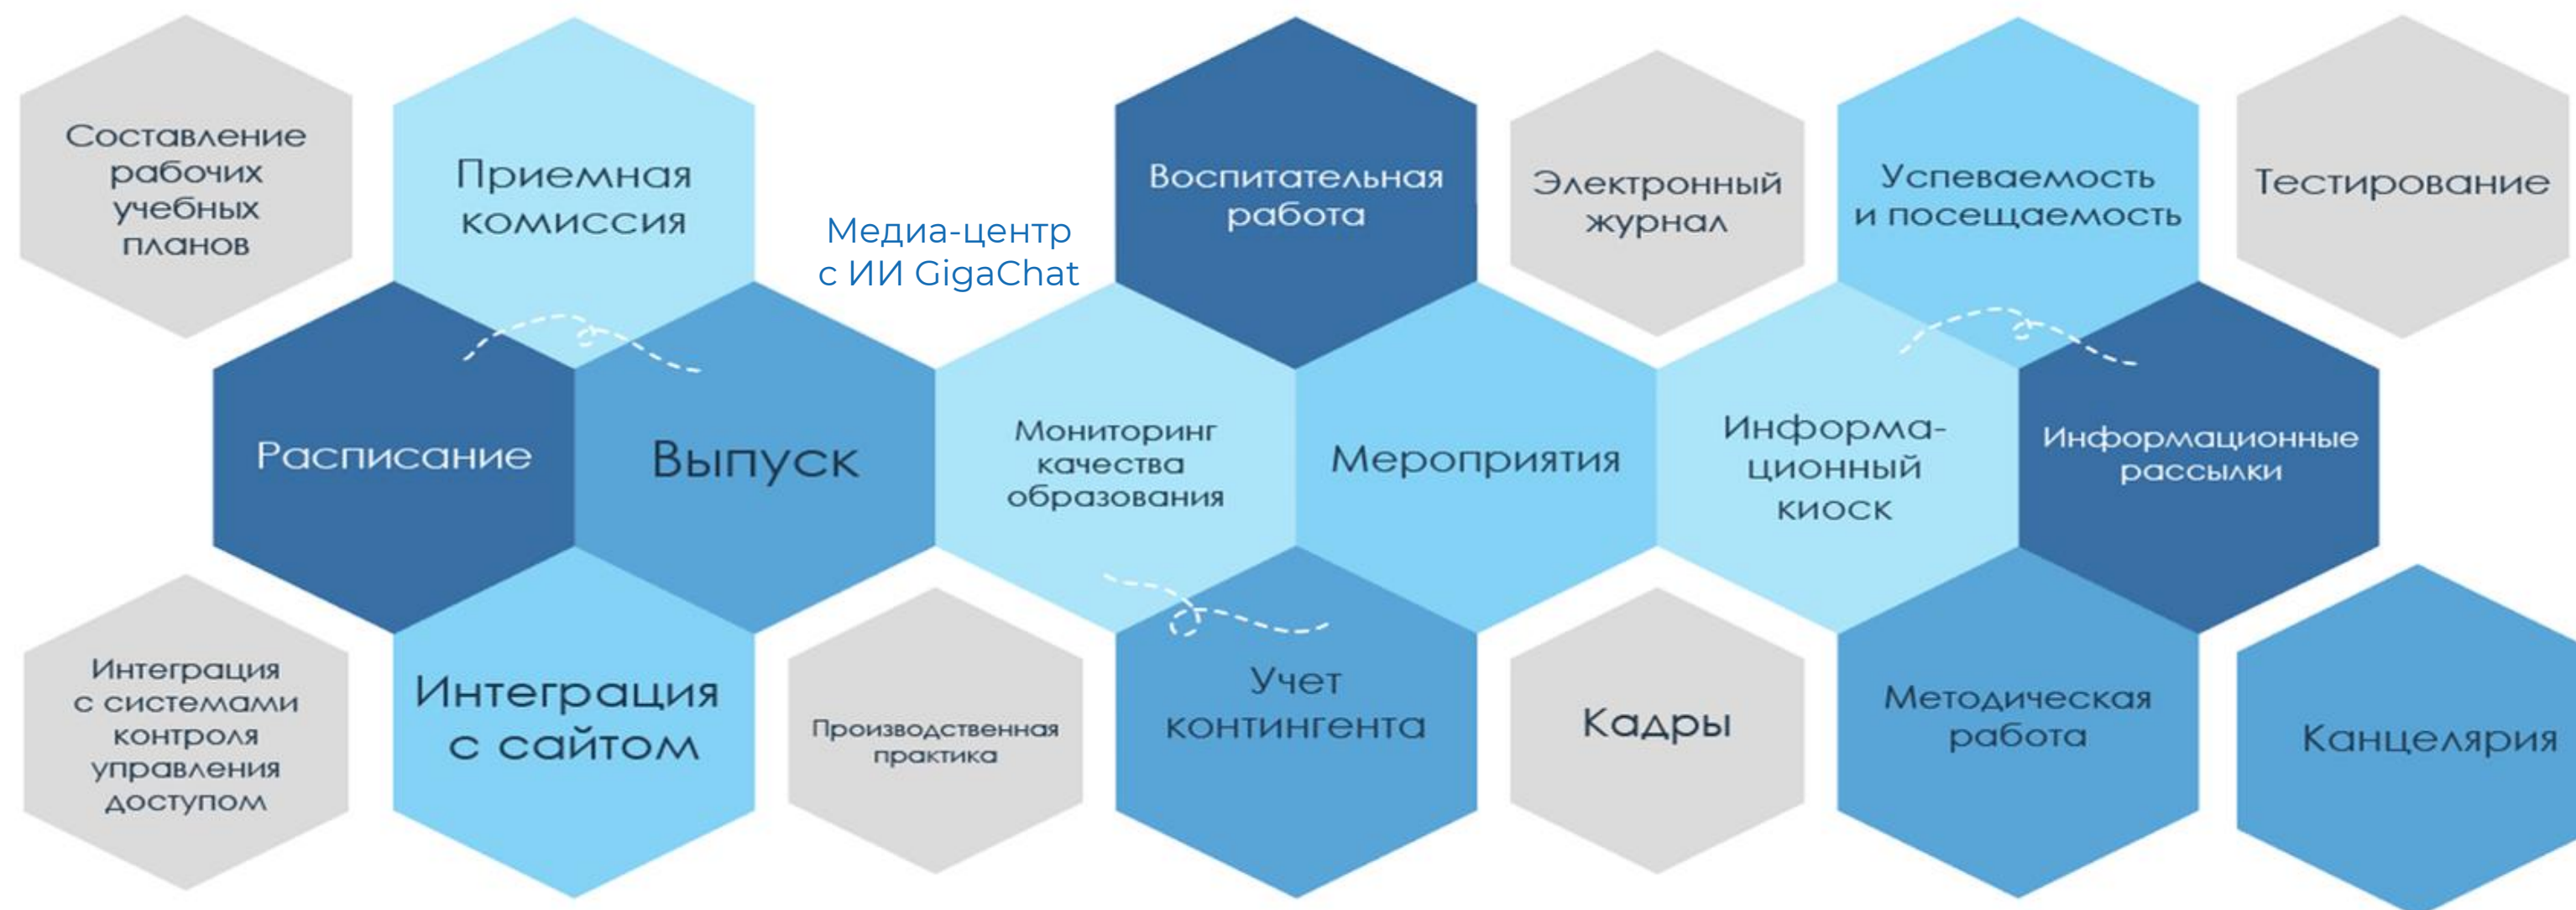 Составление
рабочих
учебных
планов
Приемная
комиссия
Медиа-центр
с ИИ GigaChat
Воспитательная
работа
Электронный
журнал
Успеваемость
и посещаемость
Тестирование
Расписание
Выпуск
Мониторинг
качества
образования
Мероприятия
Информа-
ционный
киоск
Информационные
рассылки
Интеграция
с системами
контроля
управления
доступом
Интеграция
с сайтом
Производственная
практика
Учет
контингента
Кадры
Методическая
работа
Канцелярия